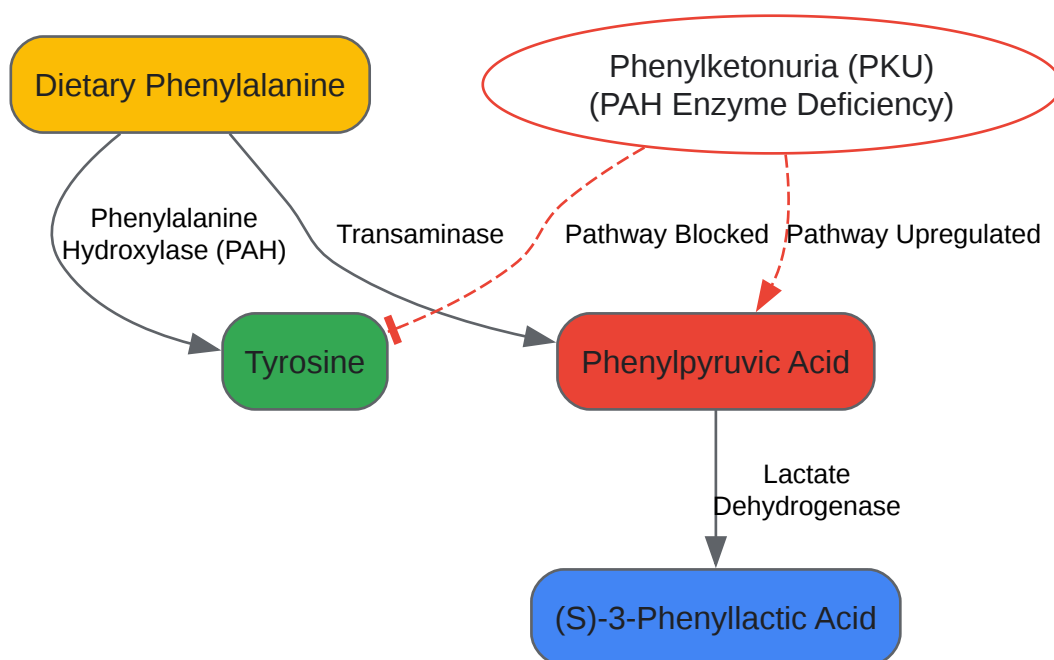 Dietary Phenylalanine
Phenylketonuria (PKU)
(PAH Enzyme Deficiency)
Phenylalanine
Hydroxylase (PAH)
Transaminase
Pathway Blocked
Pathway Upregulated
Tyrosine
Phenylpyruvic Acid
Lactate
Dehydrogenase
(S)-3-Phenyllactic Acid